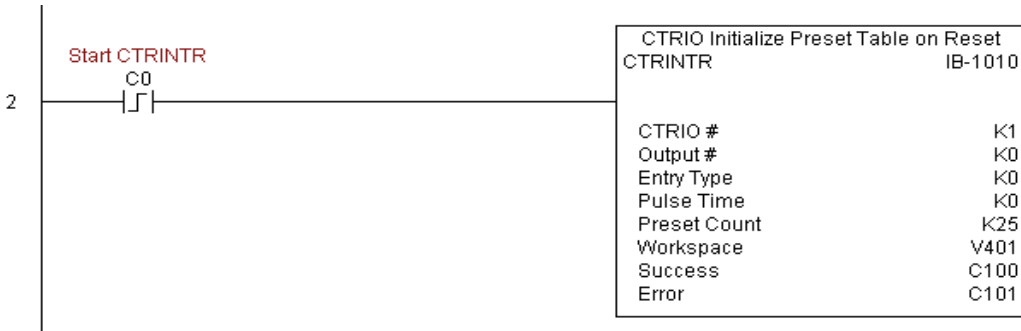 CTRIO Initialize Preset Table on Reset
CTRINTR IB-1010
Start CTRINTR
C0
2
CTRIO # K1
Output # K0
Entry Type K0
Pulse Time K0
Preset Count K25
Workspace V401
Success C100
Error C101